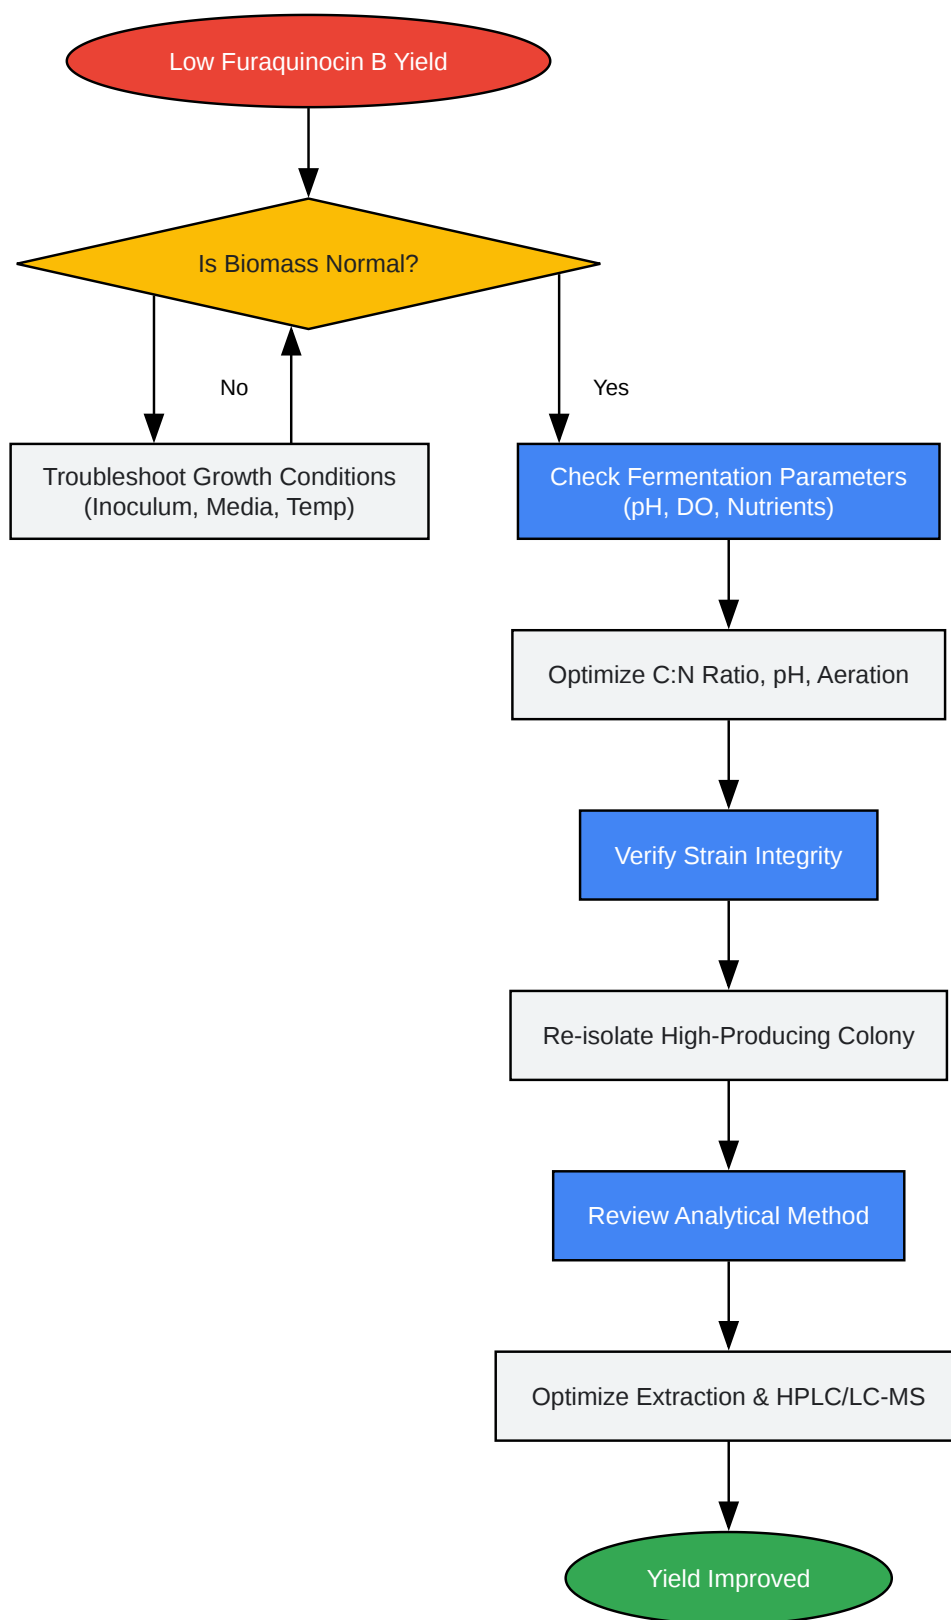 Low Furaquinocin B Yield
Is Biomass Normal?
No
Yes
Troubleshoot Growth Conditions
(Inoculum, Media, Temp)
Check Fermentation Parameters
(pH, DO, Nutrients)
Optimize C:N Ratio, pH, Aeration
Verify Strain Integrity
Re-isolate High-Producing Colony
Review Analytical Method
Optimize Extraction & HPLC/LC-MS
Yield Improved